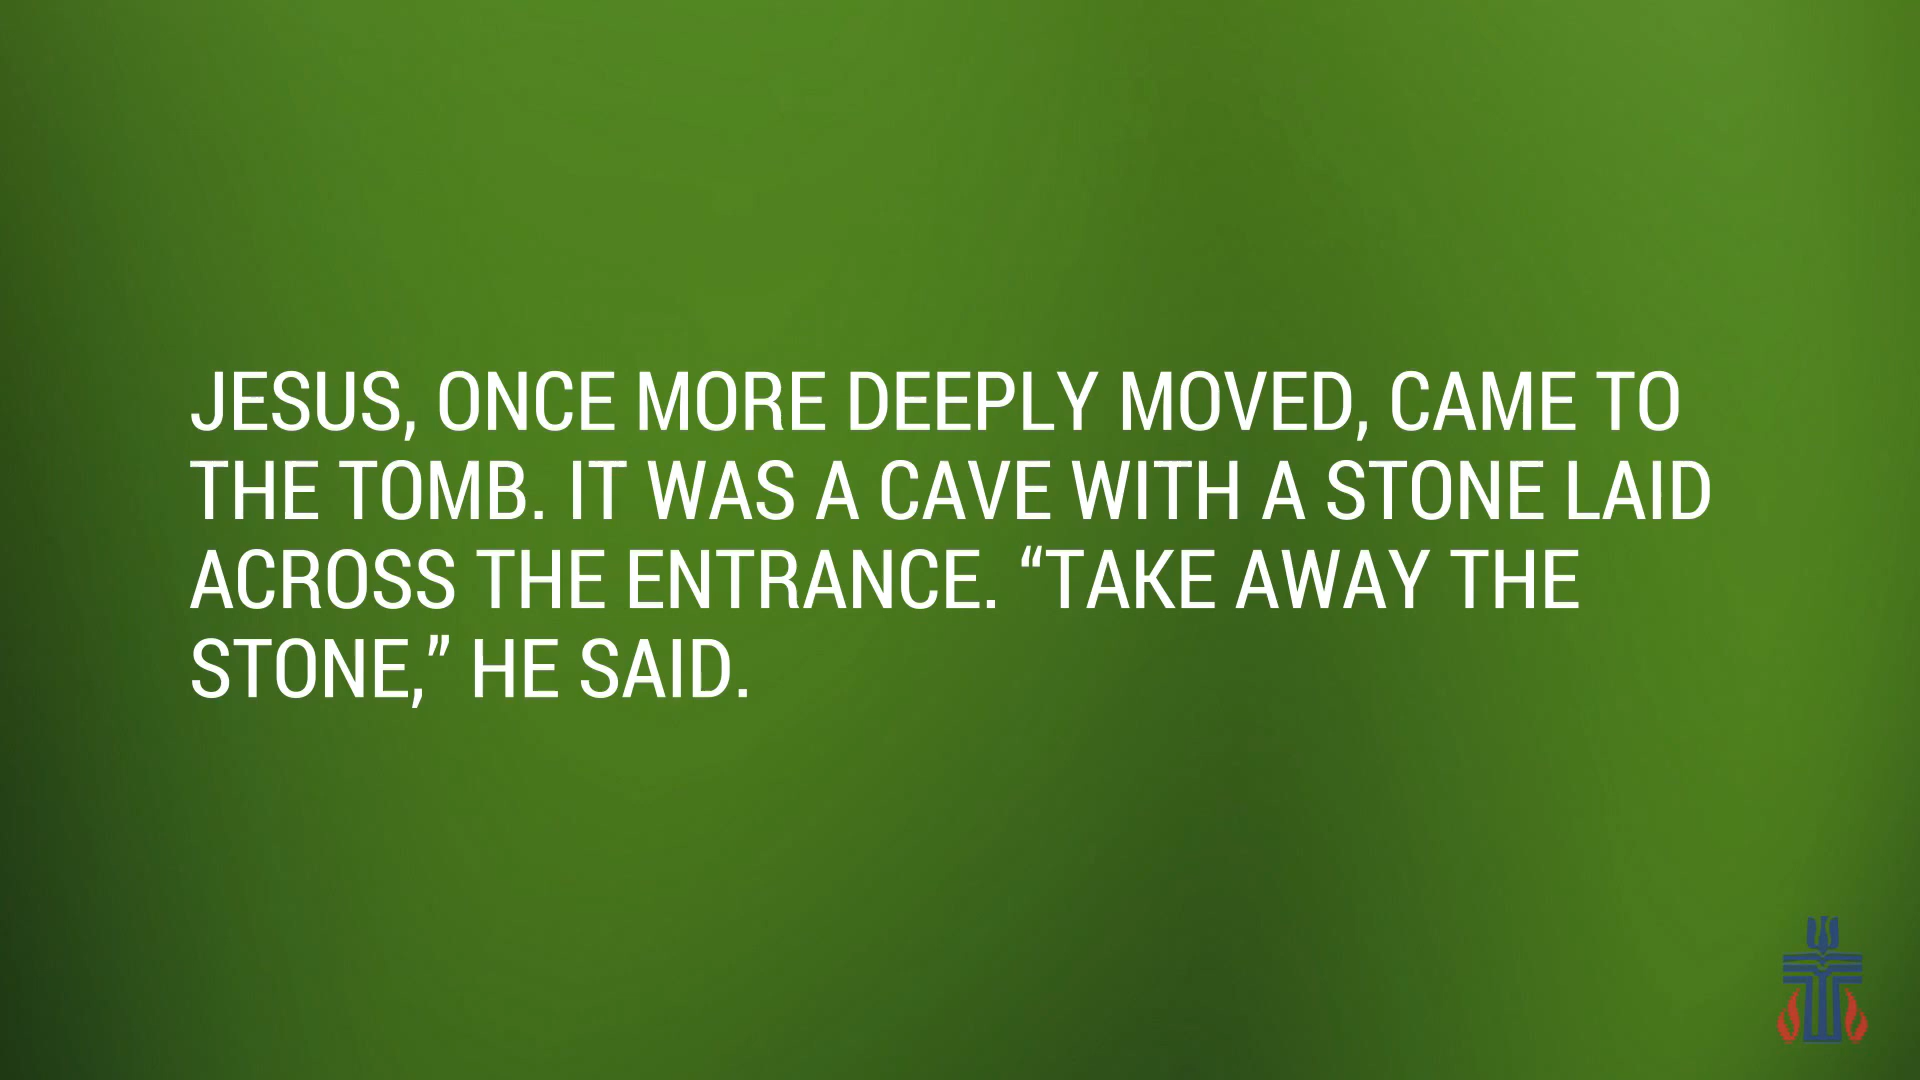 JESUS, ONCE MORE DEEPLY MOVED, CAME TO
THE TOMB. IT WAS A CAVE WITH A STONE LAID
ACROSS THE ENTRANCE. “TAKE AWAY THE
STONE,” HE SAID.